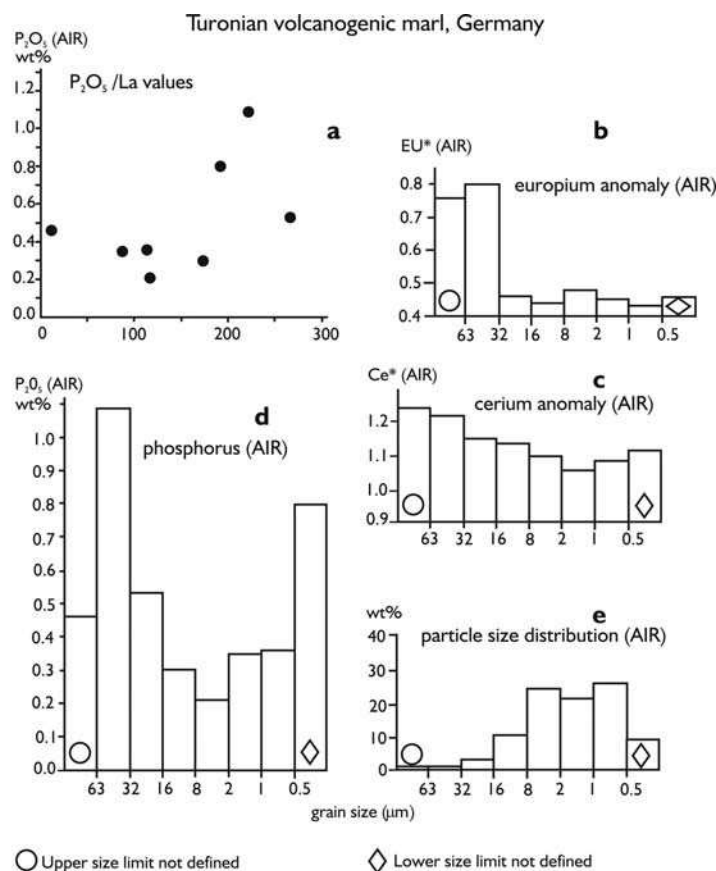 Turonian volcanogenic marl, Germany
P₂O₅ (AIR)
wt%
P₂O₅ /La values
a
1.2
1.0
0.8
0.6
0.4
0.2
0.0
0 100 200 300
b
EU* (AIR)
europium anomaly (AIR)
0.8
0.7
0.6
0.5
0.4
63 32 16 8 2 1 0.5
c
Ce* (AIR)
cerium anomaly (AIR)
1.2
1.1
1.0
0.9
63 32 16 8 2 1 0.5
P₂0₅ (AIR)
wt%
d
phosphorus (AIR)
1.0
0.9
0.8
0.7
0.6
0.5
0.4
0.3
0.2
0.1
0.0
63 32 16 8 2 1 0.5
grain size (μm)
e
wt%
particle size distribution (AIR)
40
30
20
10
0
63 32 16 8 2 1 0.5
Upper size limit not defined
Lower size limit not defined